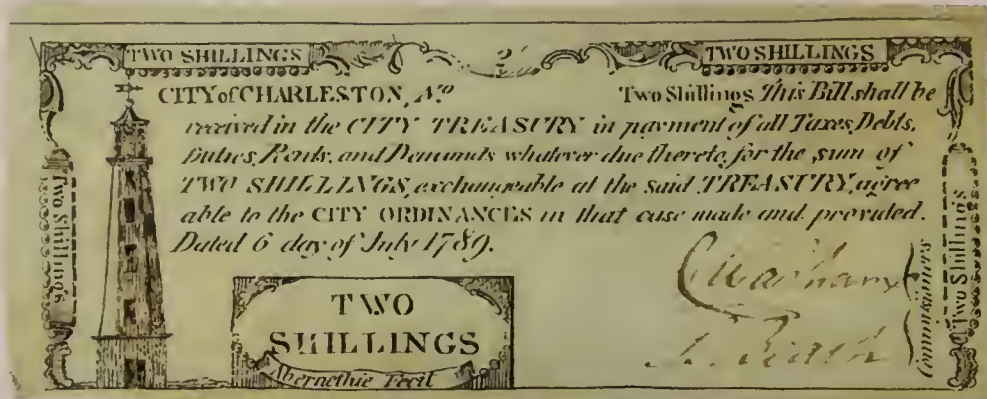 TWO SHILLINGS 2/ TWO SHILLINGS
CITY of CHARLESTON, No Two Shillings This Bill shall be
received in the CITY TREASURY in payment of all Taxes, Debts,
Duties, Rents, and Demands whatever due thereto, for the sum of
TWO SHILLINGS, exchangeable at the said TREASURY, agree
able to the CITY ORDINANCES in that case made and provided.
Dated 6 day of July 1789.
Two Shillings
TWO
SHILLINGS
Abernethie Fecit
Commissioners
Two Shillings